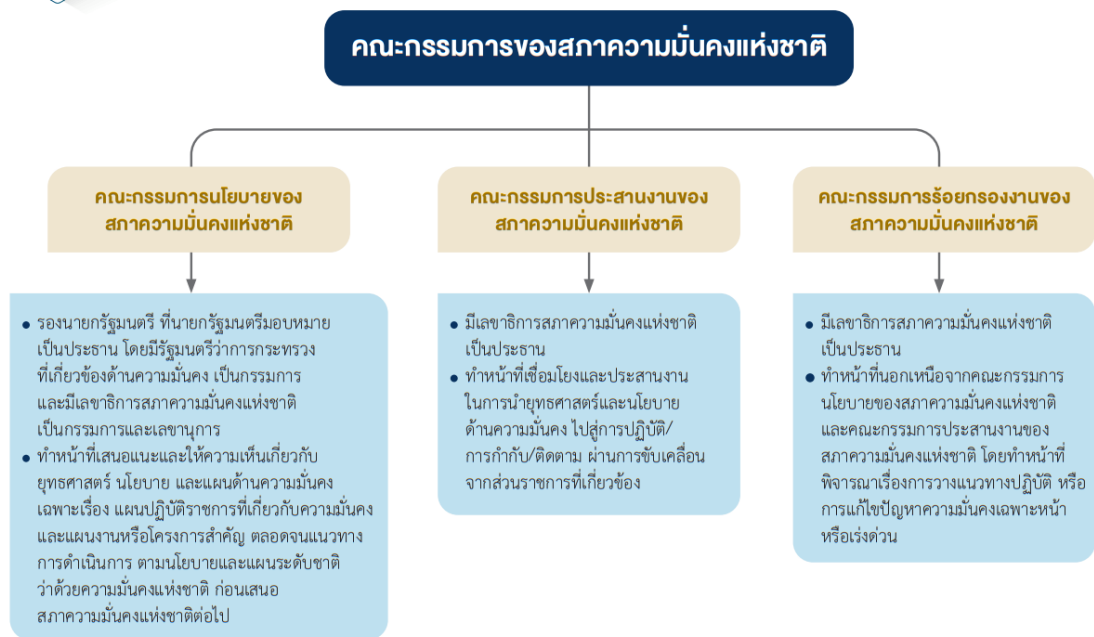 คณะกรรมการของสภาความมั่นคงแห่งชาติ
คณะกรรมการนโยบายของ
สภาความมั่นคงแห่งชาติ
• รองนายกรัฐมนตรี ที่นายกรัฐมนตรีมอบหมาย
เป็นประธาน โดยมีรัฐมนตรีว่าการกระทรวง
ที่เกี่ยวข้องด้านความมั่นคง เป็นกรรมการ
และมีเลขาธิการสภาความมั่นคงแห่งชาติ
เป็นกรรมการและเลขานุการ
• ทำหน้าที่เสนอแนะและให้ความเห็นเกี่ยวกับ
ยุทธศาสตร์ นโยบาย และแผนด้านความมั่นคง
เฉพาะเรื่อง แผนปฏิบัติราชการที่เกี่ยวกับความมั่นคง
และแผนงานหรือโครงการสำคัญ ตลอดจนแนวทาง
การดำเนินการ ตามนโยบายและแผนระดับชาติ
ว่าด้วยความมั่นคงแห่งชาติ ก่อนเสนอ
สภาความมั่นคงแห่งชาติต่อไป
คณะกรรมการประสานงานของ
สภาความมั่นคงแห่งชาติ
• มีเลขาธิการสภาความมั่นคงแห่งชาติ
เป็นประธาน
• ทำหน้าที่เชื่อมโยงและประสานงาน
ในการนำยุทธศาสตร์และนโยบาย
ด้านความมั่นคง ไปสู่การปฏิบัติ/
การกำกับ/ติดตาม ผ่านการขับเคลื่อน
จากส่วนราชการที่เกี่ยวข้อง
คณะกรรมการร้อยกรองงานของ
สภาความมั่นคงแห่งชาติ
• มีเลขาธิการสภาความมั่นคงแห่งชาติ
เป็นประธาน
• ทำหน้าที่นอกเหนือจากคณะกรรมการ
นโยบายของสภาความมั่นคงแห่งชาติ
และคณะกรรมการประสานงานของ
สภาความมั่นคงแห่งชาติ โดยทำหน้าที่
พิจารณาเรื่องการวางแนวทางปฏิบัติ หรือ
การแก้ไขปัญหาความมั่นคงเฉพาะหน้า
หรือเร่งด่วน